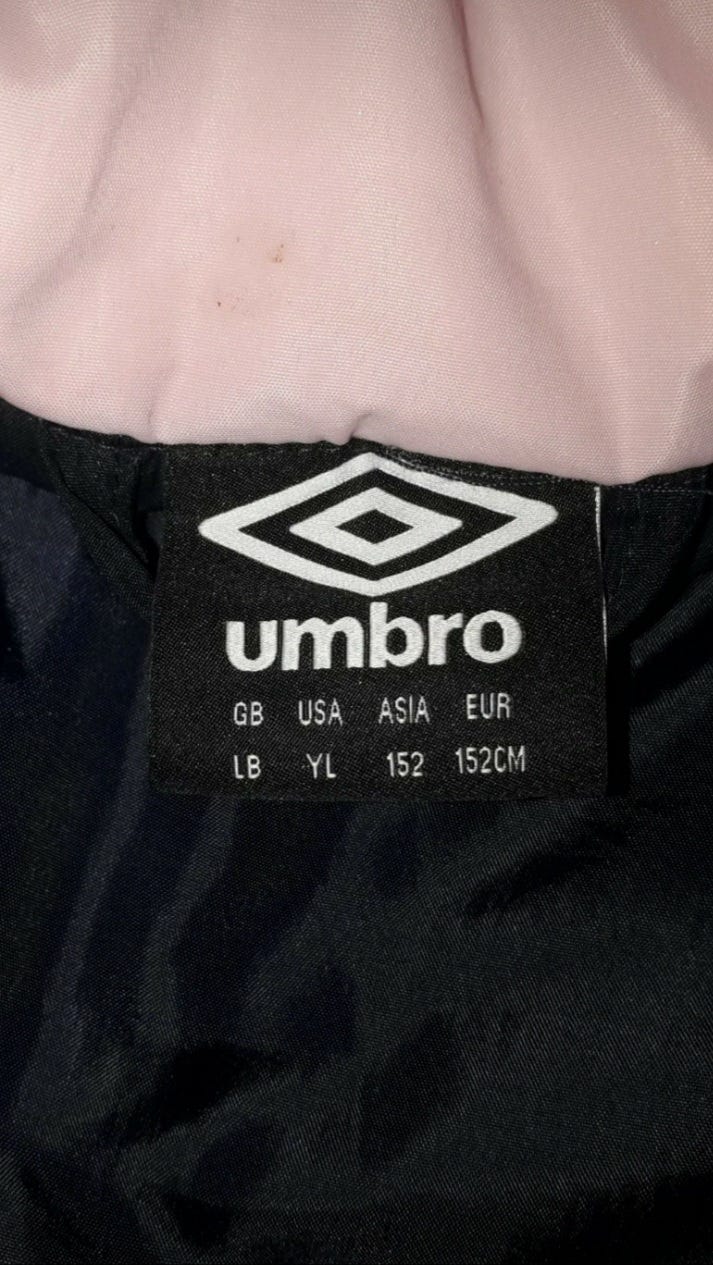 umbro
GB USA ASIA EUR
LB YL 152 152CM